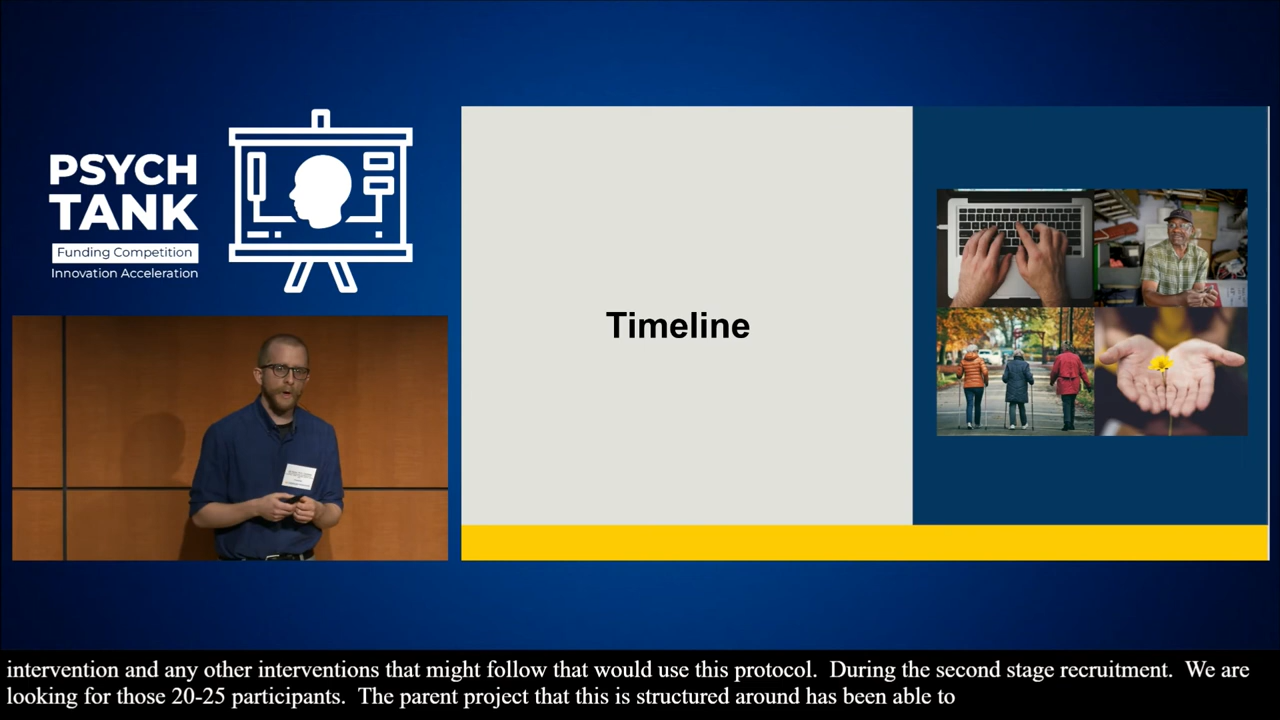 PSYCH
TANK
Funding Competition
Innovation Acceleration
Timeline
intervention and any other interventions that might follow that would use this protocol.  During the second stage recruitment.  We are
looking for those 20-25 participants.  The parent project that this is structured around has been able to